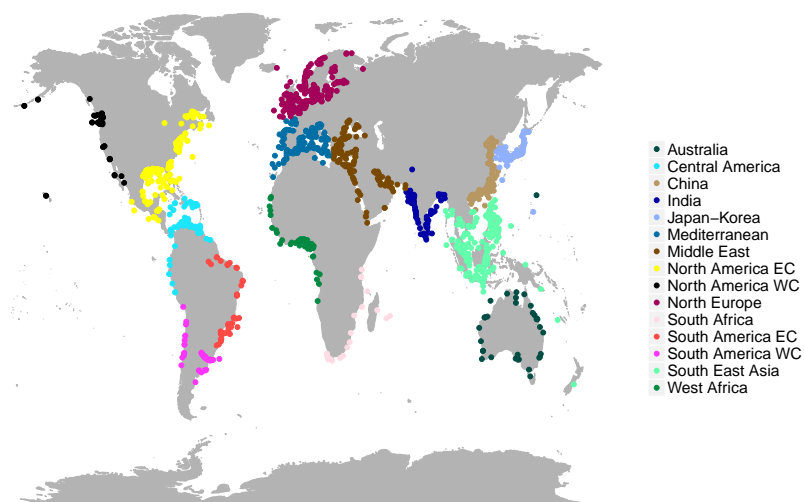 Australia
Central America
China
India
Japan−Korea
Mediterranean
Middle East
North America EC
North America WC
North Europe
South Africa
South America EC
South America WC
South East Asia
West Africa